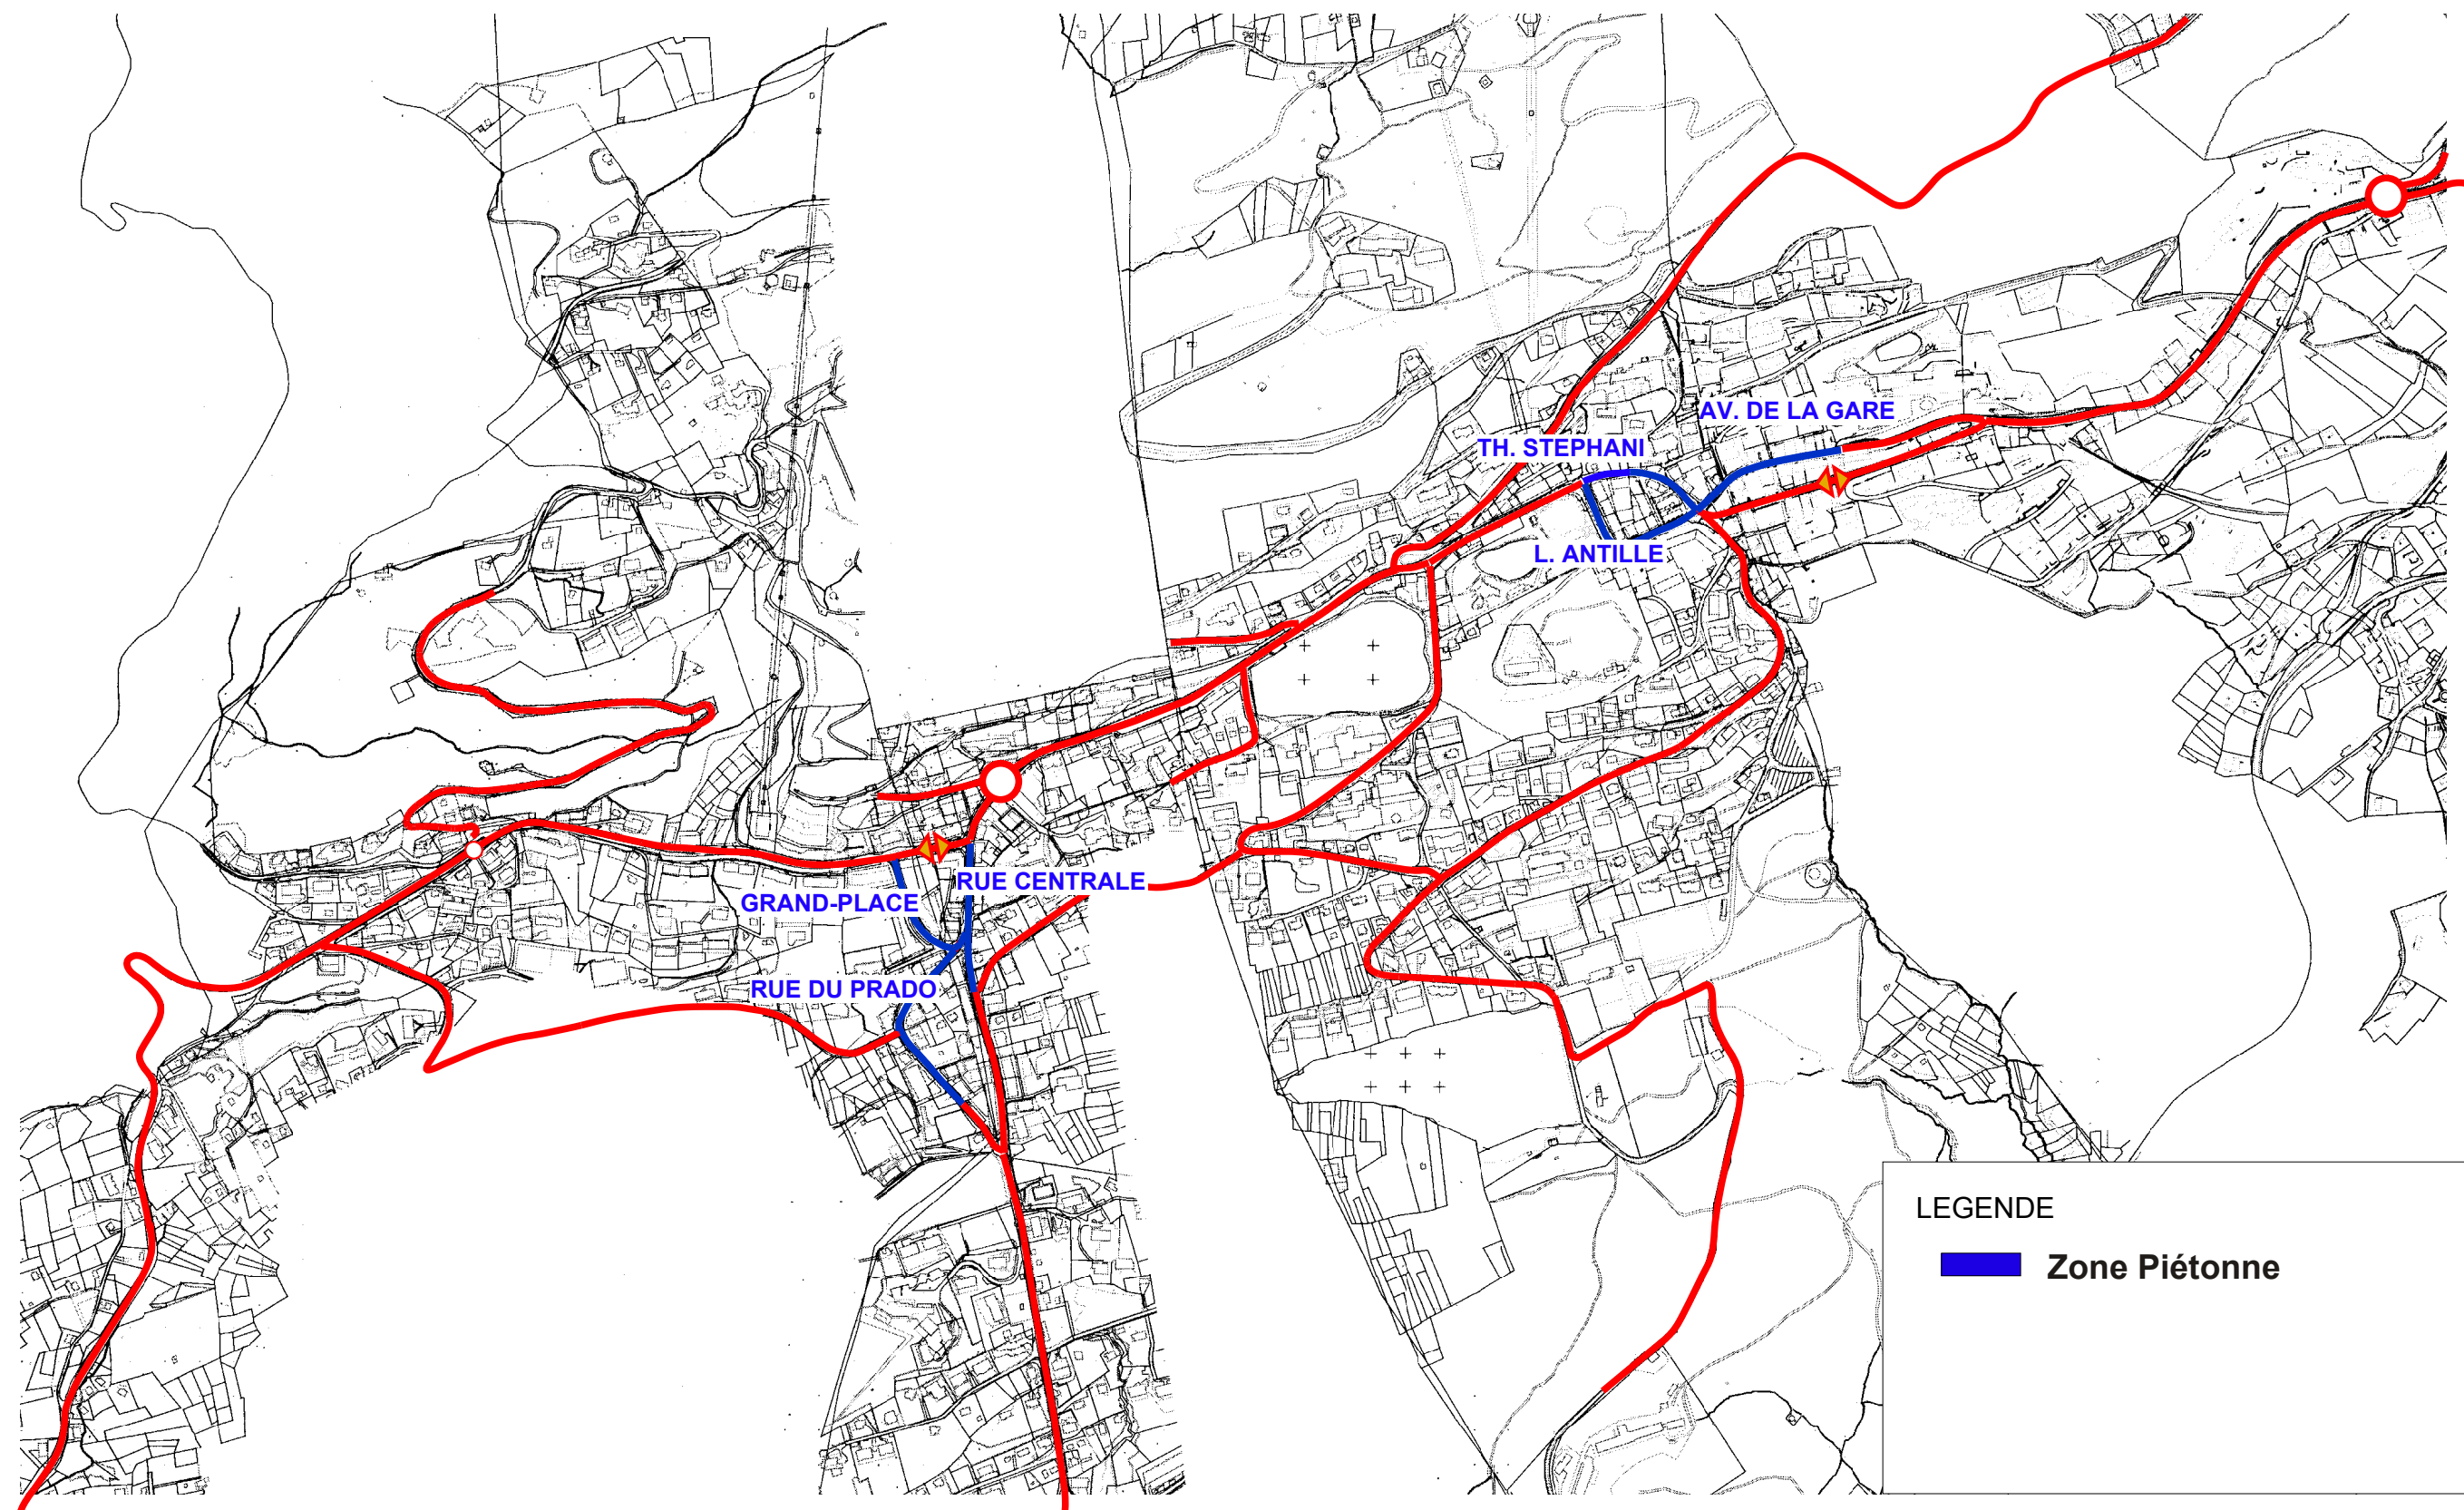 AV. DE LA GARE
TH. STEPHANI
L. ANTILLE
RUE CENTRALE
GRAND-PLACE
RUE DU PRADO
LEGENDE
Zone Piétonne